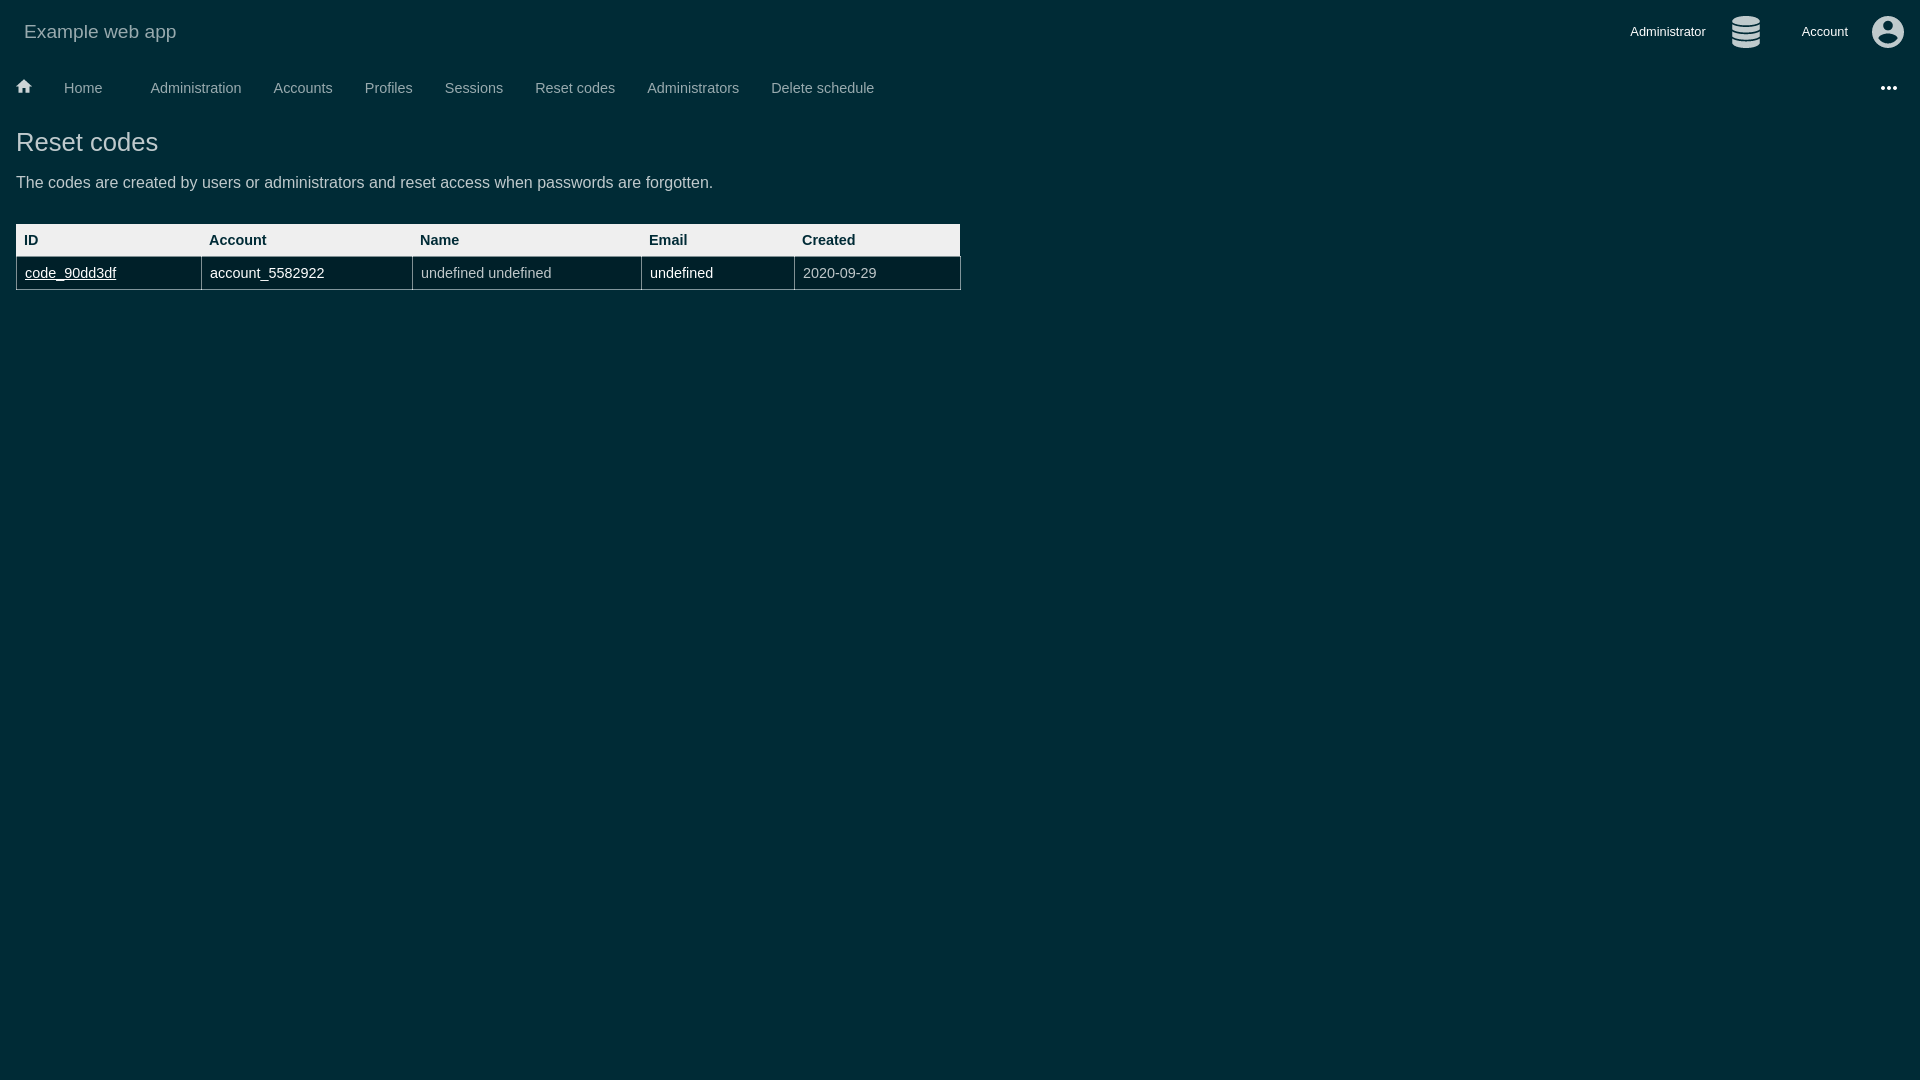 Example web app
Administrator
Account
Home Administration Accounts Profiles Sessions Reset codes Administrators Delete schedule
Reset codes
The codes are created by users or administrators and reset access when passwords are forgotten.
ID Account Name Email Created
code_90dd3df account_5582922 undefined undefined undefined 2020-09-29